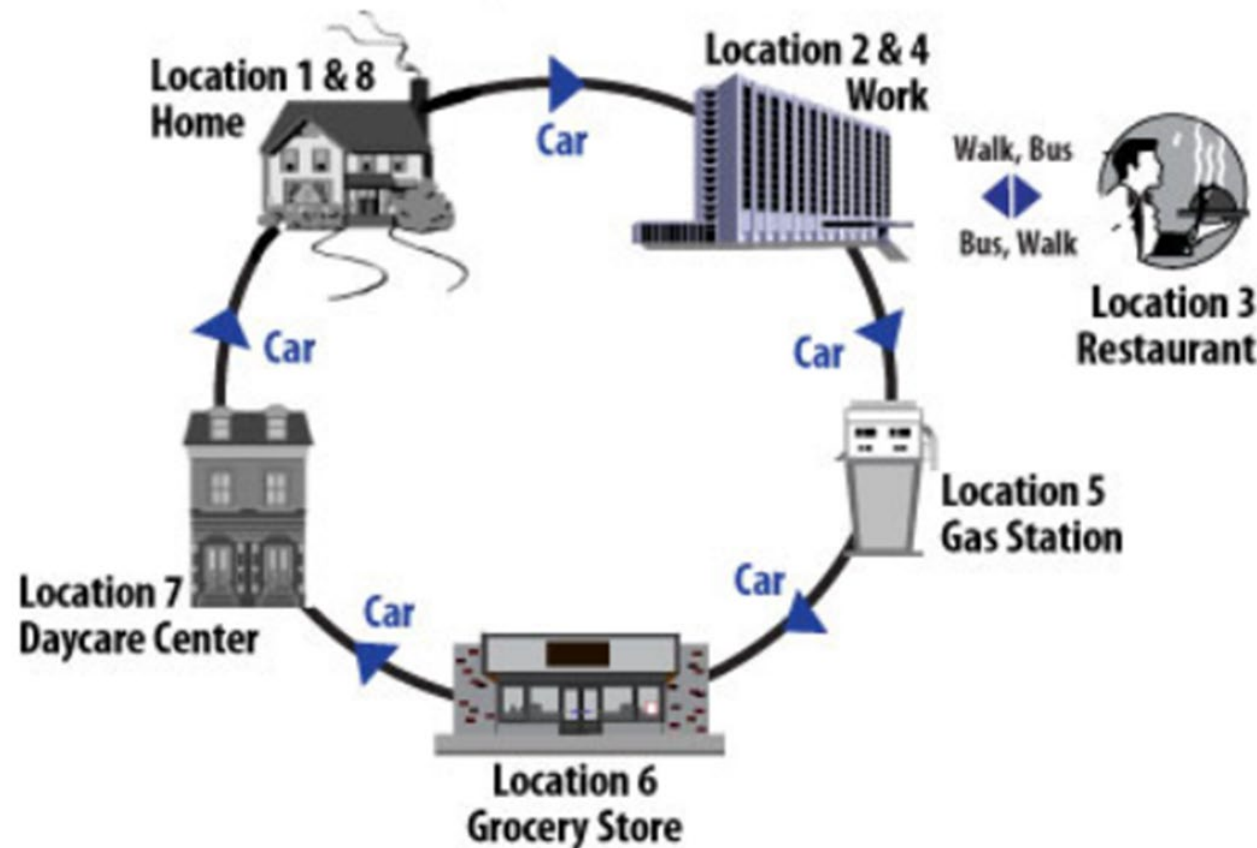 Location 1 & 8
Home
Car
Location 2 & 4
Work
Walk, Bus
Bus, Walk
Location 3
Restaurant
Car
Location 5
Gas Station
Car
Location 6
Grocery Store
Car
Location 7
Daycare Center
Car